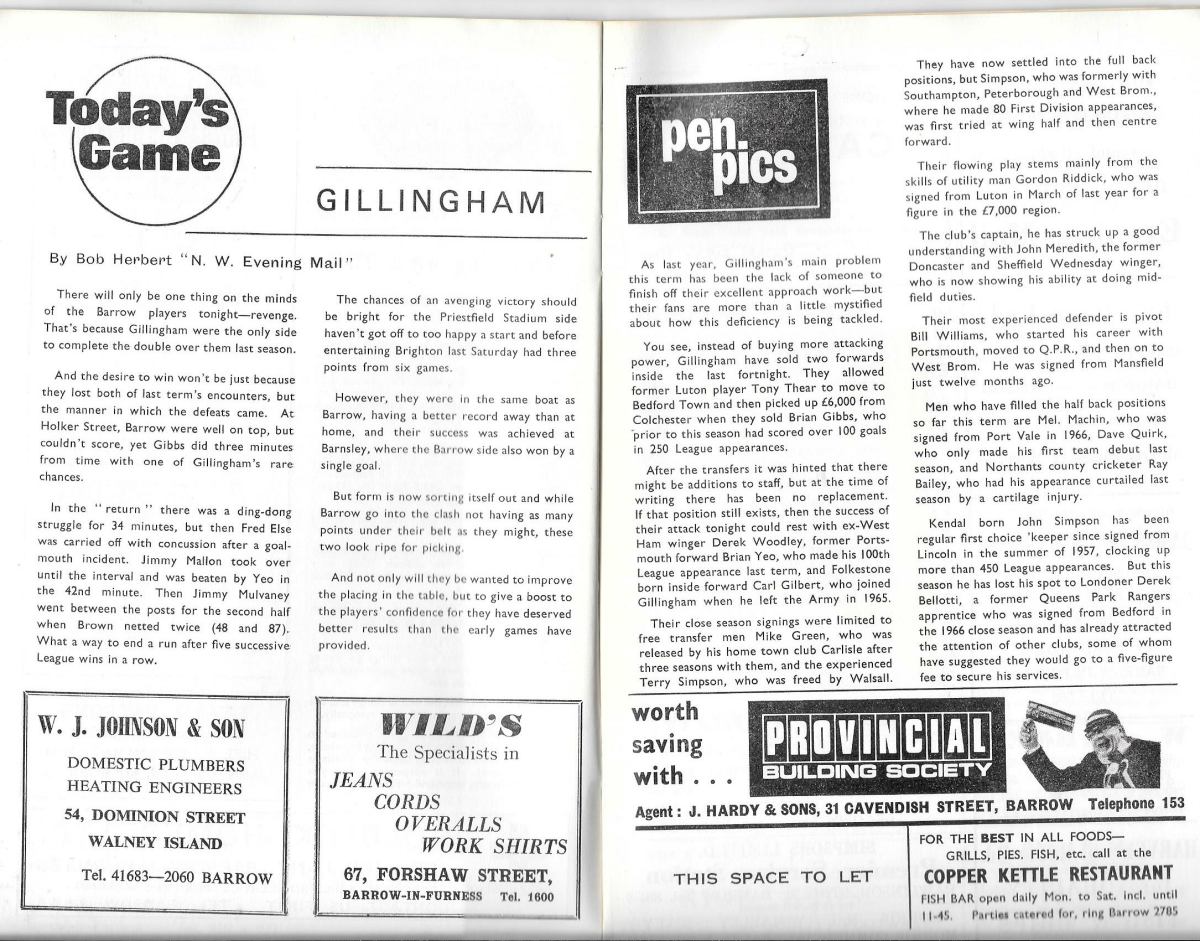 Today's
Game
GILLINGHAM
By Bob Herbert "N. W. Evening Mail"
There will only be one thing on the minds
of the Barrow players tonight—revenge.
That's because Gillingham were the only side
to complete the double over them last season.
And the desire to win won't be just because
they lost both of last term's encounters, but
the manner in which the defeats came. At
Holker Street, Barrow were well on top, but
couldn't score, yet Gibbs did three minutes
from time with one of Gillingham's rare
chances.
In the "return" there was a ding-dong
struggle for 34 minutes, but then Fred Else
was carried off with concussion after a goal-
mouth incident. Jimmy Mallon took over
until the interval and was beaten by Yeo in
the 42nd minute. Then Jimmy Mulvaney
went between the posts for the second half
when Brown netted twice (48 and 87).
What a way to end a run after five successive
League wins in a row.
The chances of an avenging victory should
be bright for the Priestfield Stadium side
haven't got off to too happy a start and before
entertaining Brighton last Saturday had three
points from six games.
However, they were in the same boat as
Barrow, having a better record away than at
home, and their success was achieved at
Barnsley, where the Barrow side also won by a
single goal.
But form is now sorting itself out and while
Barrow go into the clash not having as many
points under their belt as they might, these
two look ripe for picking.
And not only will they be wanted to improve
the placing in the table, but to give a boost to
the players' confidence for they have deserved
better results than the early games have
provided.
W. J. JOHNSON & SON
DOMESTIC PLUMBERS
HEATING ENGINEERS
54, DOMINION STREET
WALNEY ISLAND
Tel. 41683—2060 BARROW
WILD'S
The Specialists in
JEANS
CORDS
OVERALLS
WORK SHIRTS
67, FORSHAW STREET,
BARROW-IN-FURNESS Tel. 1600
pen
pics
As last year, Gillingham's main problem
this term has been the lack of someone to
finish off their excellent approach work—but
their fans are more than a little mystified
about how this deficiency is being tackled.
You see, instead of buying more attacking
power, Gillingham have sold two forwards
inside the last fortnight. They allowed
former Luton player Tony Thear to move to
Bedford Town and then picked up £6,000 from
Colchester when they sold Brian Gibbs, who
prior to this season had scored over 100 goals
in 250 League appearances.
After the transfers it was hinted that there
might be additions to staff, but at the time of
writing there has been no replacement.
If that position still exists, then the success of
their attack tonight could rest with ex-West
Ham winger Derek Woodley, former Ports-
mouth forward Brian Yeo, who made his 100th
League appearance last term, and Folkestone
born inside forward Carl Gilbert, who joined
Gillingham when he left the Army in 1965.
Their close season signings were limited to
free transfer men Mike Green, who was
released by his home town club Carlisle after
three seasons with them, and the experienced
Terry Simpson, who was freed by Walsall.
They have now settled into the full back
positions, but Simpson, who was formerly with
Southampton, Peterborough and West Brom.,
where he made 80 First Division appearances,
was first tried at wing half and then centre
forward.
Their flowing play stems mainly from the
skills of utility man Gordon Riddick, who was
signed from Luton in March of last year for a
figure in the £7,000 region.
The club's captain, he has struck up a good
understanding with John Meredith, the former
Doncaster and Sheffield Wednesday winger,
who is now showing his ability at doing mid-
field duties.
Their most experienced defender is pivot
Bill Williams, who started his career with
Portsmouth, moved to Q.P.R., and then on to
West Brom. He was signed from Mansfield
just twelve months ago.
Men who have filled the half back positions
so far this term are Mel. Machin, who was
signed from Port Vale in 1966, Dave Quirk,
who only made his first team debut last
season, and Northants county cricketer Ray
Bailey, who had his appearance curtailed last
season by a cartilage injury.
Kendal born John Simpson has been
regular first choice 'keeper since signed from
Lincoln in the summer of 1957, clocking up
more than 450 League appearances. But this
season he has lost his spot to Londoner Derek
Bellotti, a former Queens Park Rangers
apprentice who was signed from Bedford in
the 1966 close season and has already attracted
the attention of other clubs, some of whom
have suggested they would go to a five-figure
fee to secure his services.
worth
saving
with . . .
PROVINCIAL
BUILDING SOCIETY
Agent : J. HARDY & SONS, 31 CAVENDISH STREET, BARROW Telephone 153
THIS SPACE TO LET
FOR THE BEST IN ALL FOODS—
GRILLS, PIES. FISH, etc. call at the
COPPER KETTLE RESTAURANT
FISH BAR open daily Mon. to Sat. incl. until
11-45. Parties catered for, ring Barrow 2785